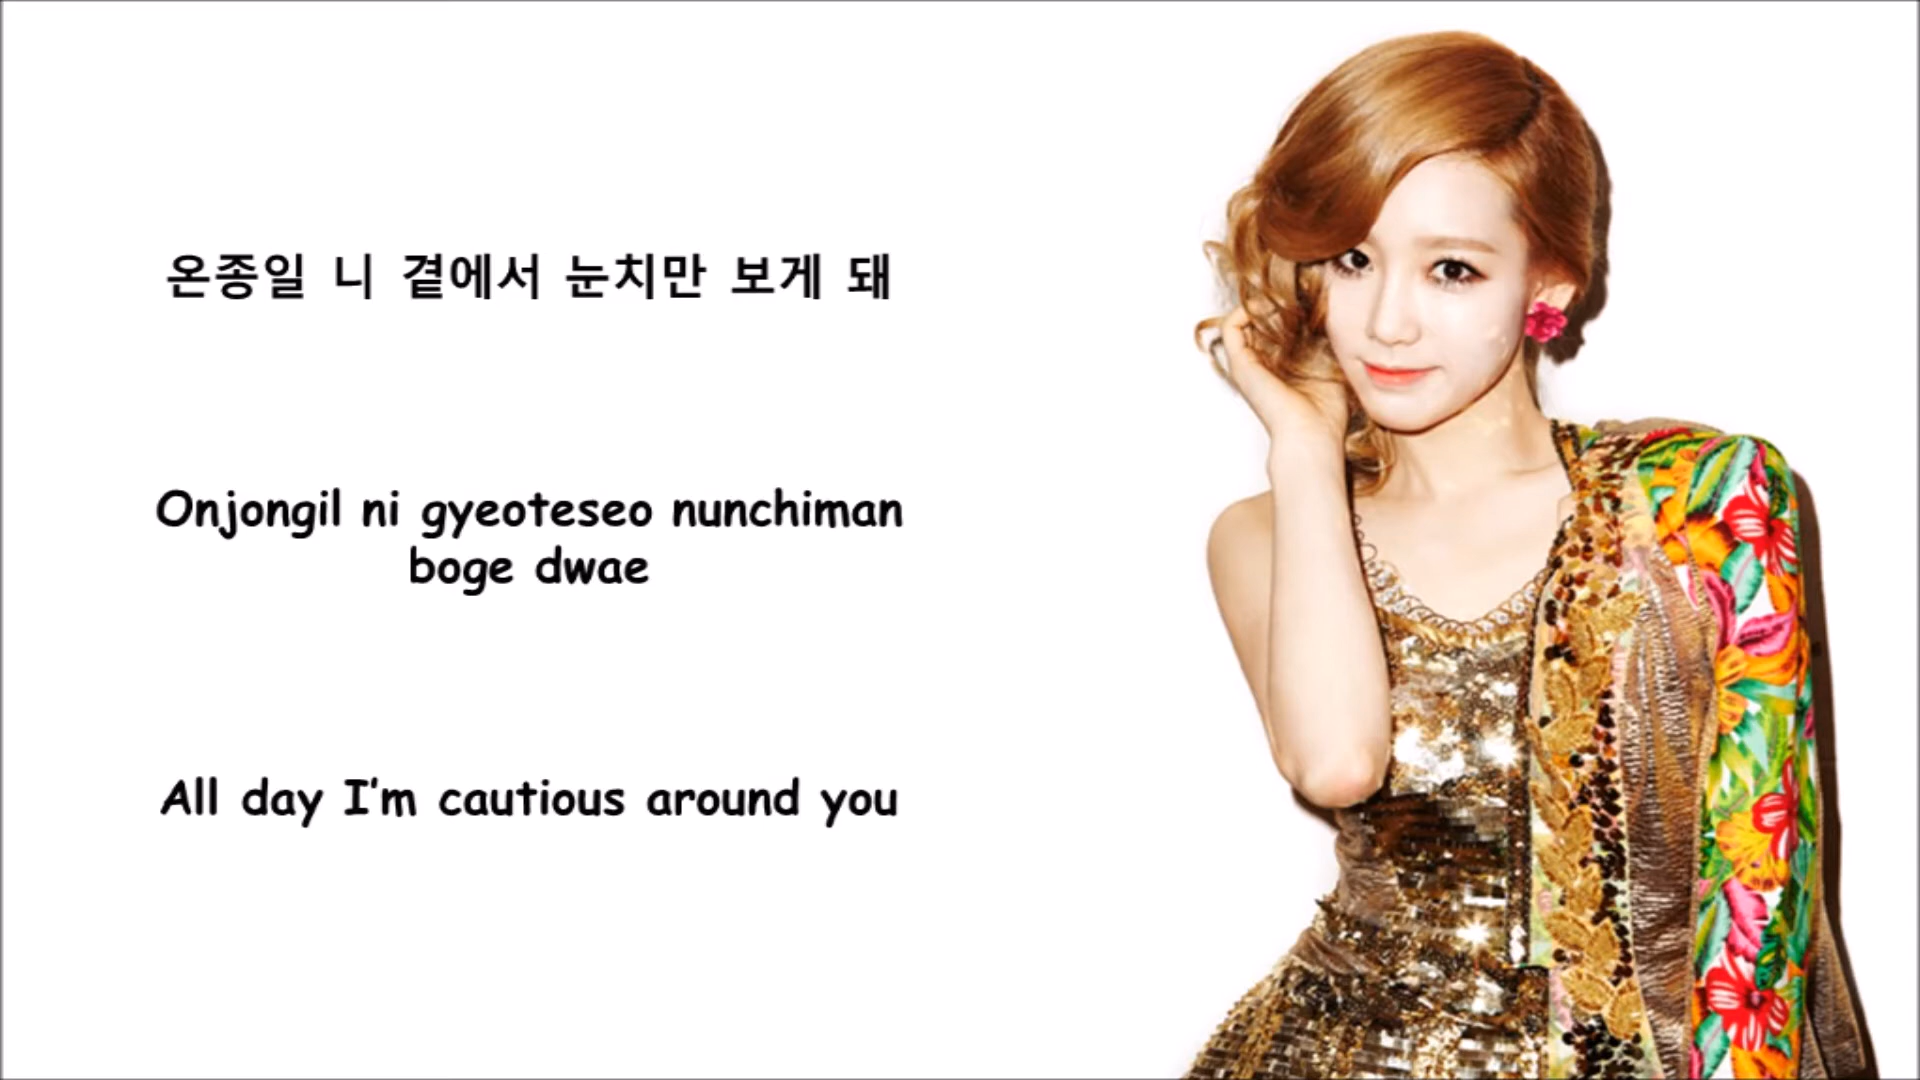 온종일 니 곁에서 눈치만 보게 돼
Onjongil ni gyeoteseo nunchiman
boge dwae
All day I'm cautious around you